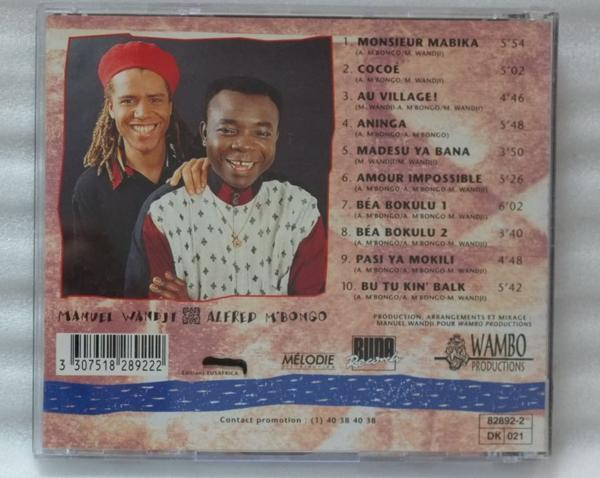 1. MONSIEUR MABIKA 5'54
(A. M'BONGO/M. WANDJI)
2. COCOÉ 5'02
(A. M'BONGO/M. WANDJI)
3. AU VILLAGE! 4'46
(M. WANDJI-A. M'BONGO/M. WANDJI)
4. ANINGA 5'48
(A. M'BONGO/A. M'BONGO)
5. MADESU YA BANA 3'50
(M. WANDJI/M. WANDJI)
6. AMOUR IMPOSSIBLE 5'26
(A. M'BONGO/A. M'BONGO-M. WANDJI)
7. BÉA BOKULU 1 6'02
(A. M'BONGO/A. M'BONGO-M. WANDJI)
8. BÉA BOKULU 2 3'40
(A. M'BONGO/A. M'BONGO-M. WANDJI)
9. PASI YA MOKILI 4'48
(A. M'BONGO/A. M'BONGO-M. WANDJI)
10. BU TU KIN' BALK 5'42
(A. M'BONGO/A. M'BONGO-M. WANDJI)
MANUEL WANDJI ALFRED M'BONGO
PRODUCTION, ARRANGEMENTS ET MIXAGE :
MANUEL WANDJI POUR WAMBO PRODUCTIONS
3 307518 289222
Editions EUSAFRICA
MÉLODIE
DISTRIBUTION
BUDA
Records
WAMBO
PRODUCTIONS
Contact promotion : (1) 40 38 40 38
82892-2
DK 021